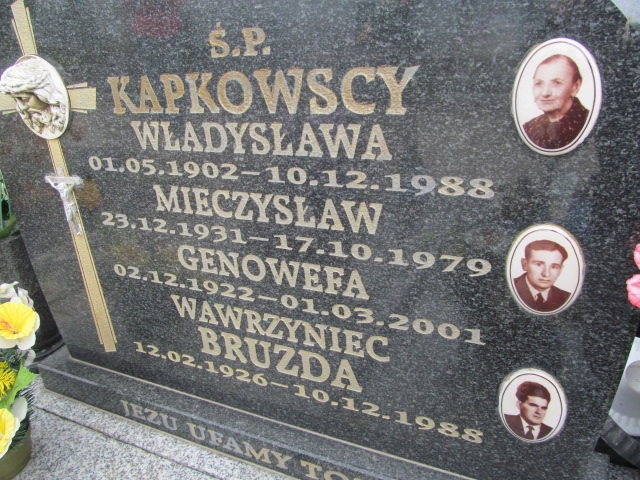 Ś.P.
KAPKOWSCY
WŁADYSŁAWA
01.05.1902-10.12.1988
MIECZYSŁAW
23.12.1931-17.10.1979
GENOWEFA
02.12.1922-01.03.2001
WAWRZYNIEC
BRUZDA
12.02.1926-10.12.1988
JEZU UFAMY